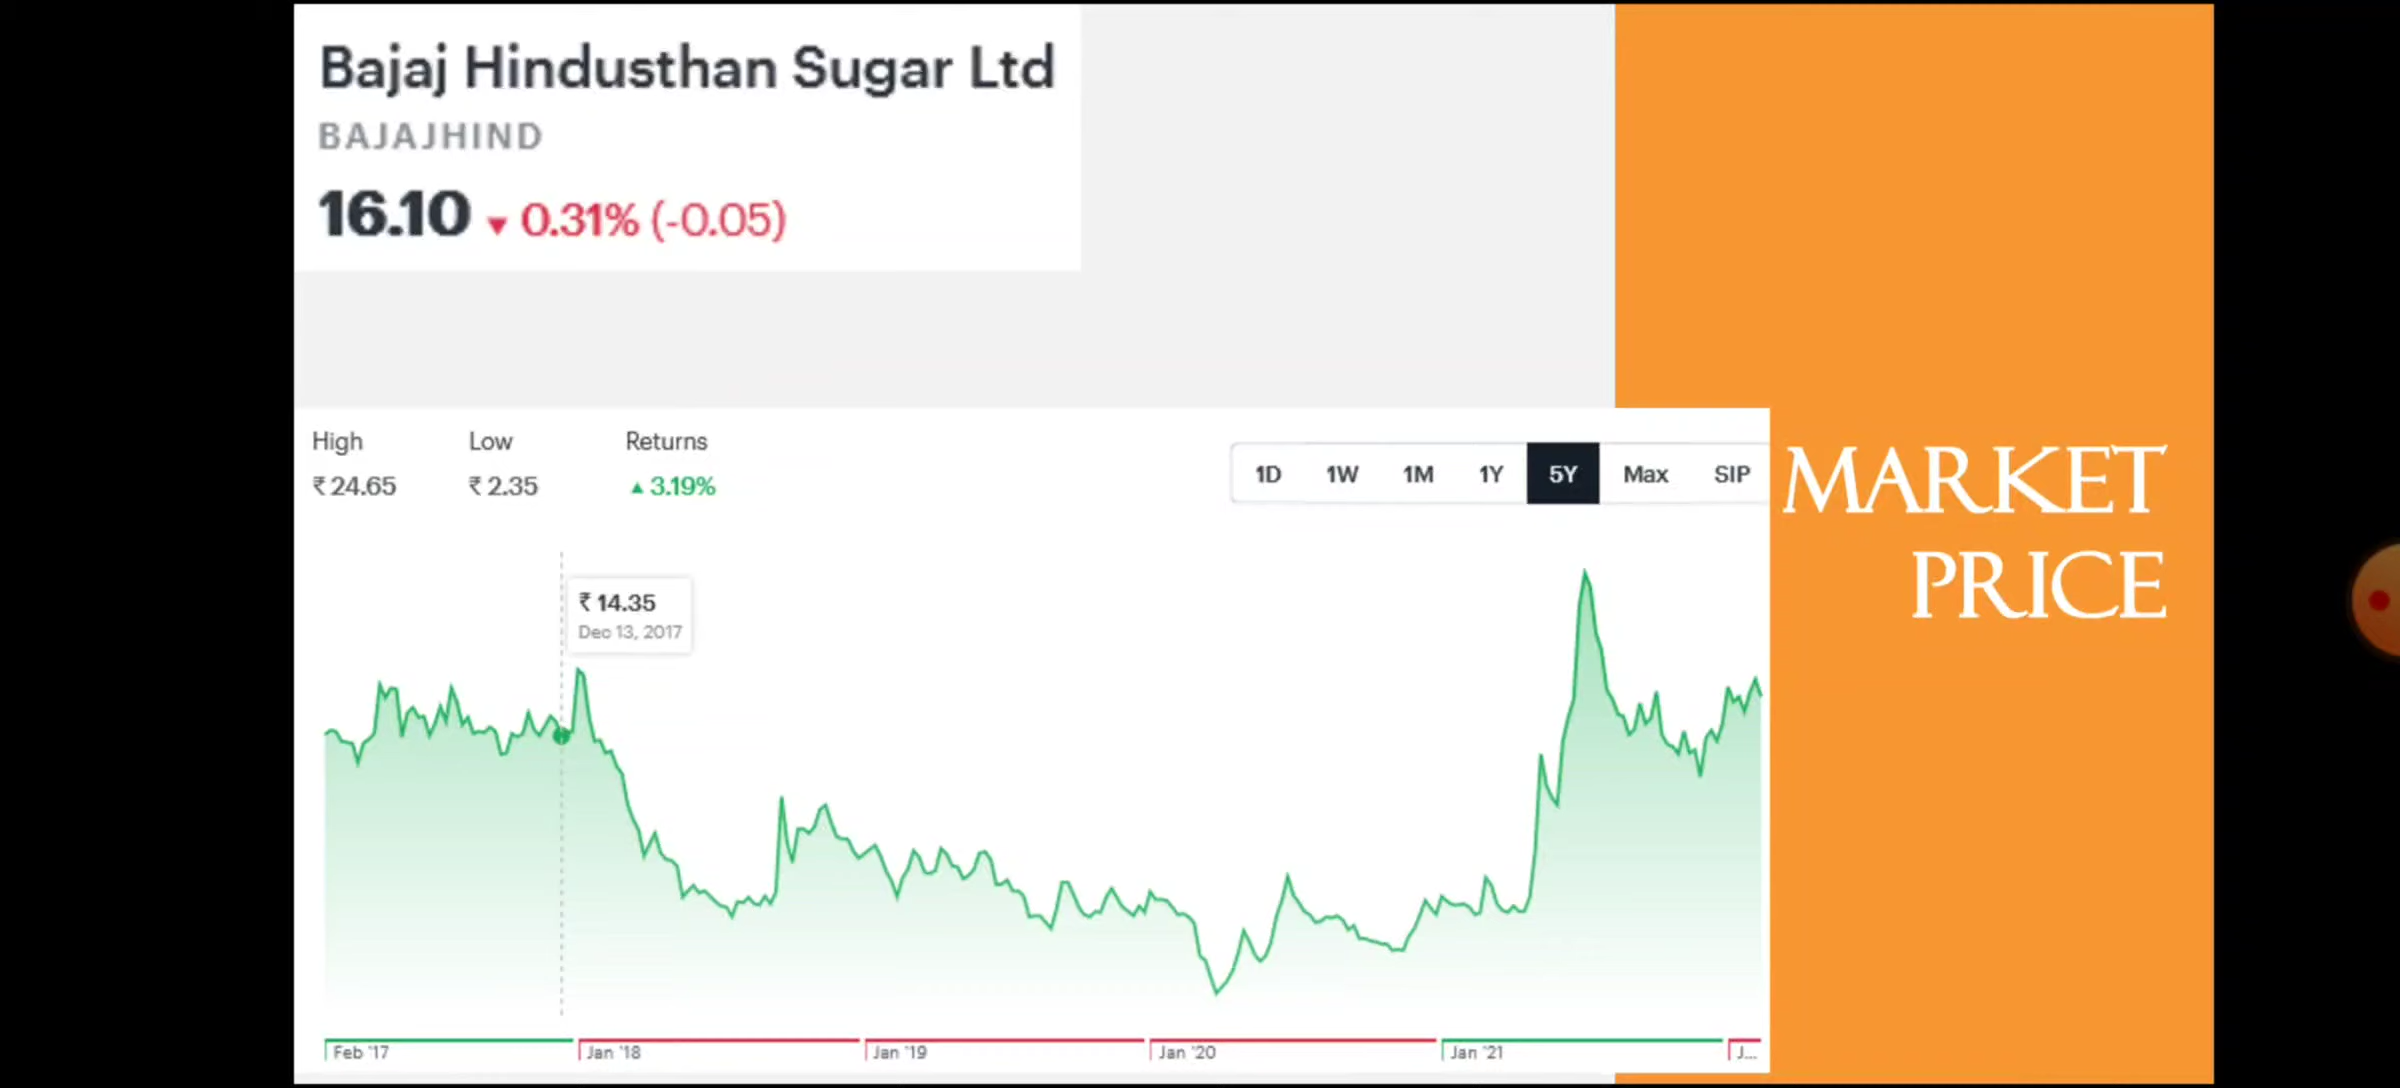 Bajaj Hindusthan Sugar Ltd
BAJAJHIND
16.10 ▼ 0.31% (-0.05)
High Low Returns
₹ 24.65 ₹ 2.35 ▲ 3.19%
1D 1W 1M 1Y 5Y Max SIP
MARKET
PRICE
₹ 14.35
Dec 13, 2017
Feb '17 Jan '18 Jan '19 Jan '20 Jan '21 J...